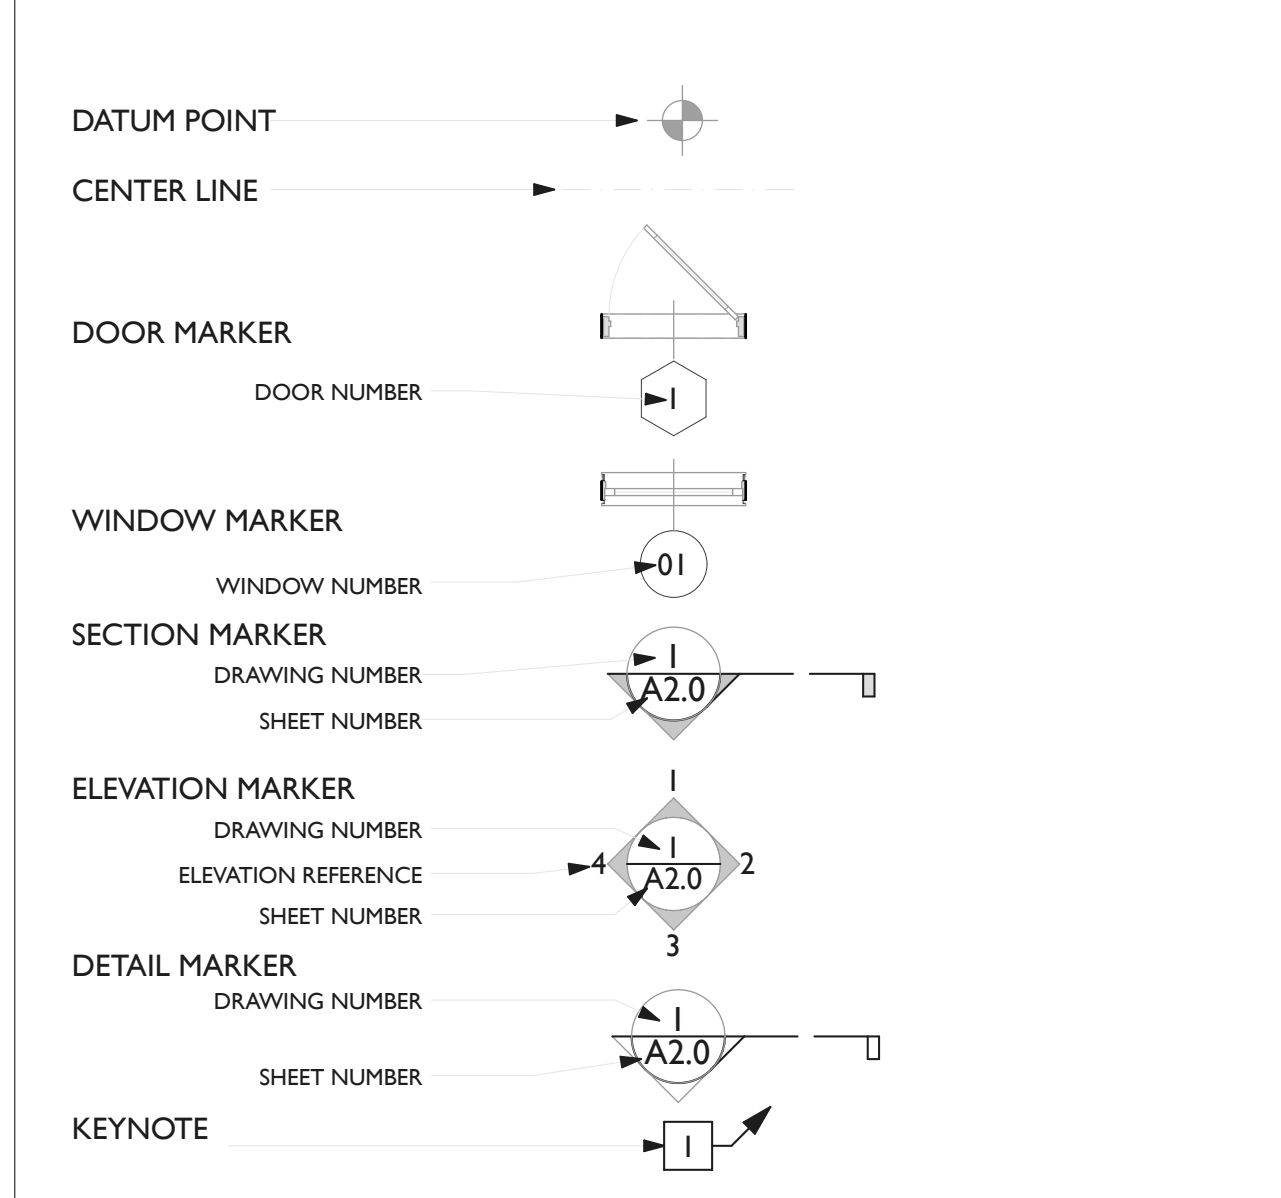 DATUM POINT
CENTER LINE
DOOR MARKER
DOOR NUMBER
1
WINDOW MARKER
01
WINDOW NUMBER
SECTION MARKER
1
DRAWING NUMBER
A2.0
SHEET NUMBER
1
ELEVATION MARKER
DRAWING NUMBER
1
4
2
ELEVATION REFERENCE
A2.0
SHEET NUMBER
3
DETAIL MARKER
DRAWING NUMBER
1
A2.0
SHEET NUMBER
KEYNOTE
1